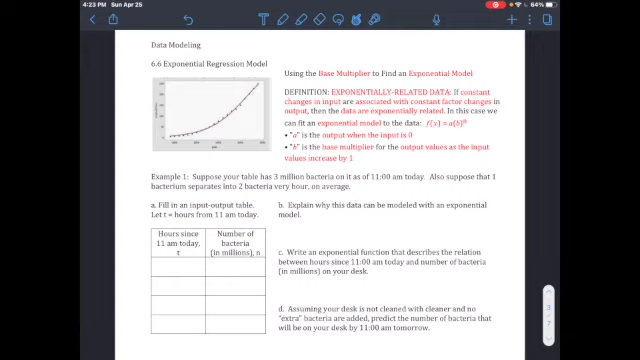 4:23 PM Sun Apr 25
64%
Data Modeling
6.6 Exponential Regression Model
Using the Base Multiplier to Find an Exponential Model
DEFINITION: EXPONENTIALLY-RELATED DATA: If constant
changes in input are associated with constant factor changes in
output, then the data are exponentially related. In this case we
can fit an exponential model to the data: f(x) = a(b)ˣ
• "a" is the output when the input is 0
• "b" is the base multiplier for the output values as the input
values increase by 1
Example 1: Suppose your table has 3 million bacteria on it as of 11:00 am today. Also suppose that 1
bacterium separates into 2 bacteria very hour, on average.
a. Fill in an input-output table.
Let t = hours from 11 am today.
b. Explain why this data can be modeled with an exponential
model.
Hours since
11 am today,
t
Number of
bacteria
(in millions), n
c. Write an exponential function that describes the relation
between hours since 11:00 am today and number of bacteria
(in millions) on your desk.
d. Assuming your desk is not cleaned with cleaner and no
"extra" bacteria are added, predict the number of bacteria that
will be on your desk by 11:00 am tomorrow.
3
7